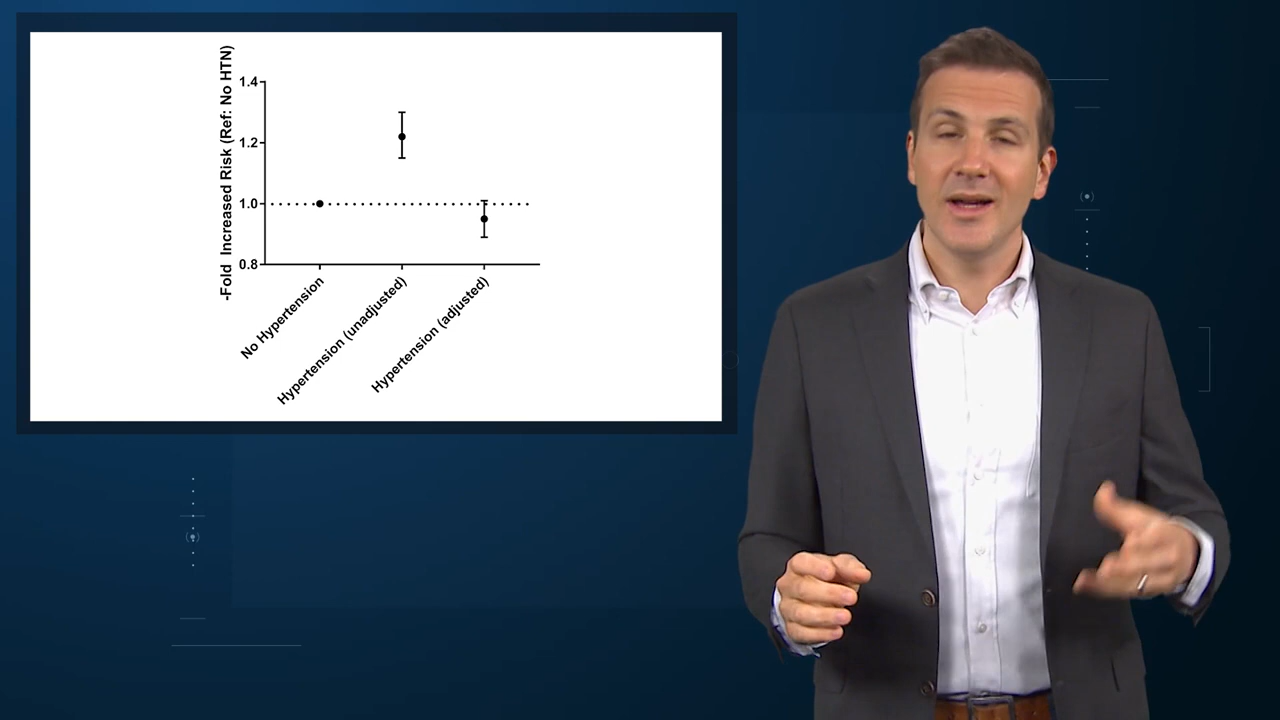 -Fold Increased Risk (Ref: No HTN)
1.4
1.2
1.0
0.8
No Hypertension
Hypertension (unadjusted)
Hypertension (adjusted)